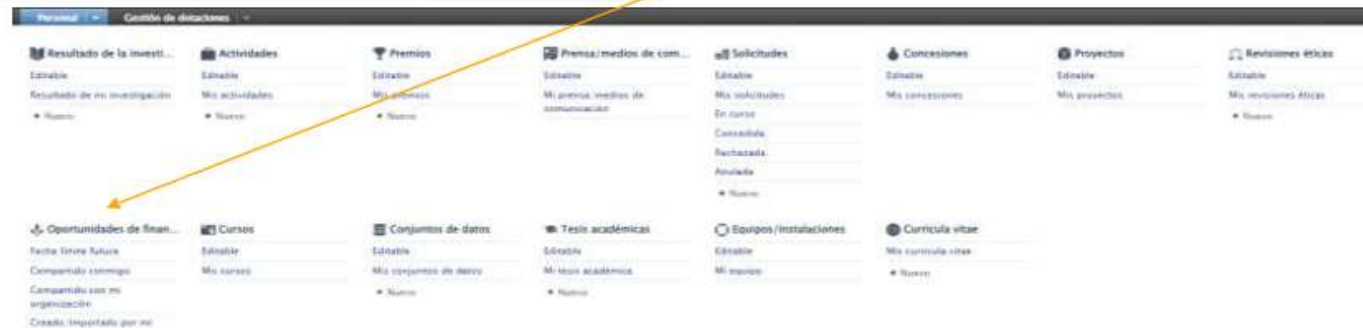 Personal
Gestión de dotaciones
Resultado de la investi...
Editable
Resultado de mi investigación
+ Nuevo
Actividades
Editable
Mis actividades
+ Nuevo
Premios
Editable
Mis premios
+ Nuevo
Prensa/medios de com...
Editable
Mi prensa/medios de
comunicación
Solicitudes
Editable
Mis solicitudes
En curso
Concedida
Rechazada
Anulada
+ Nuevo
Concesiones
Editable
Mis concesiones
Proyectos
Editable
Mis proyectos
Revisiones éticas
Editable
Mis revisiones éticas
+ Nuevo
Oportunidades de finan...
Fecha límite futura
Compartido conmigo
Compartido con mi
organización
Creado/importado por mí
Cursos
Editable
Mis cursos
Conjuntos de datos
Editable
Mis conjuntos de datos
+ Nuevo
Tesis académicas
Editable
Mi tesis académica
+ Nuevo
Equipos/instalaciones
Editable
Mi equipo
Curricula vitae
Mis curricula vitae
+ Nuevo